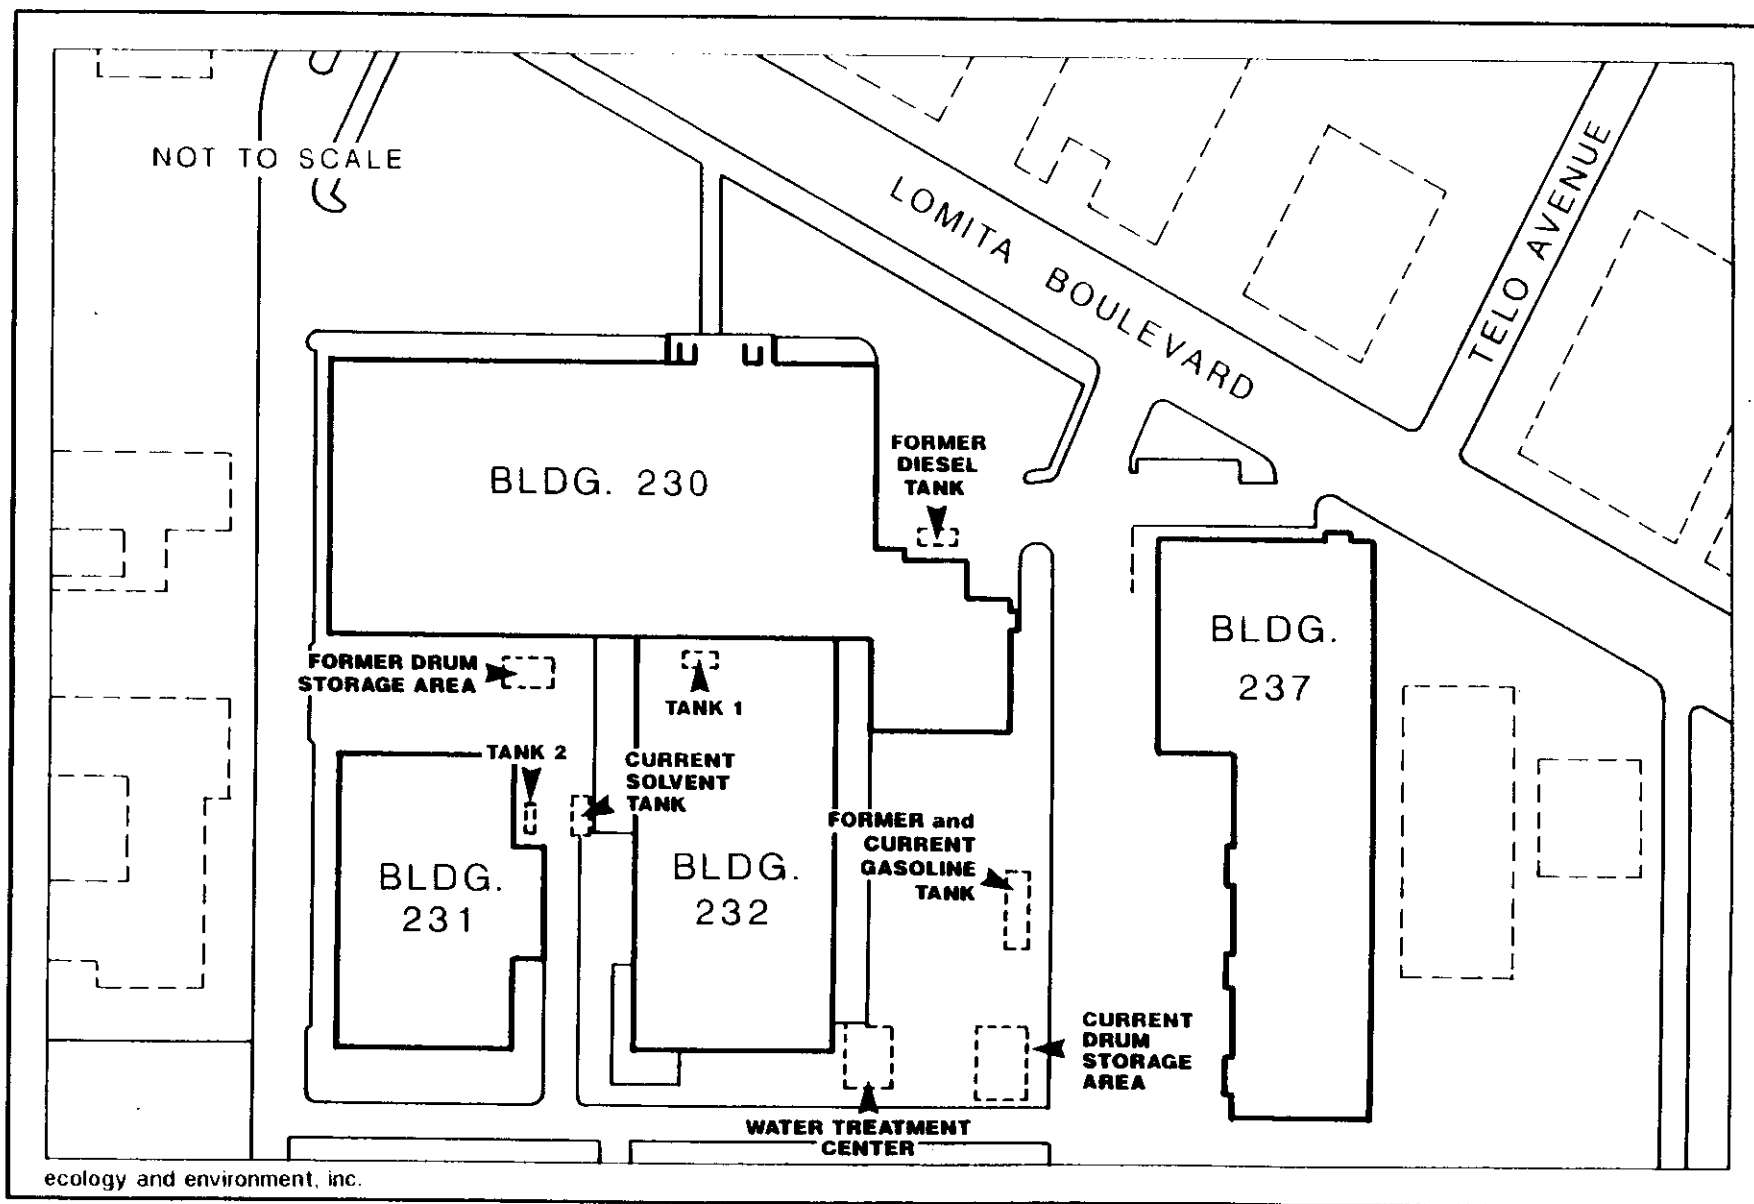 NOT TO SCALE
LOMITA BOULEVARD
TELO AVENUE
BLDG. 230
FORMER
DIESEL
TANK
BLDG.
237
FORMER DRUM
STORAGE AREA
TANK 1
TANK 2
CURRENT
SOLVENT
TANK
FORMER and
CURRENT
GASOLINE
TANK
BLDG.
231
BLDG.
232
CURRENT
DRUM
STORAGE
AREA
WATER TREATMENT
CENTER
ecology and environment, inc.